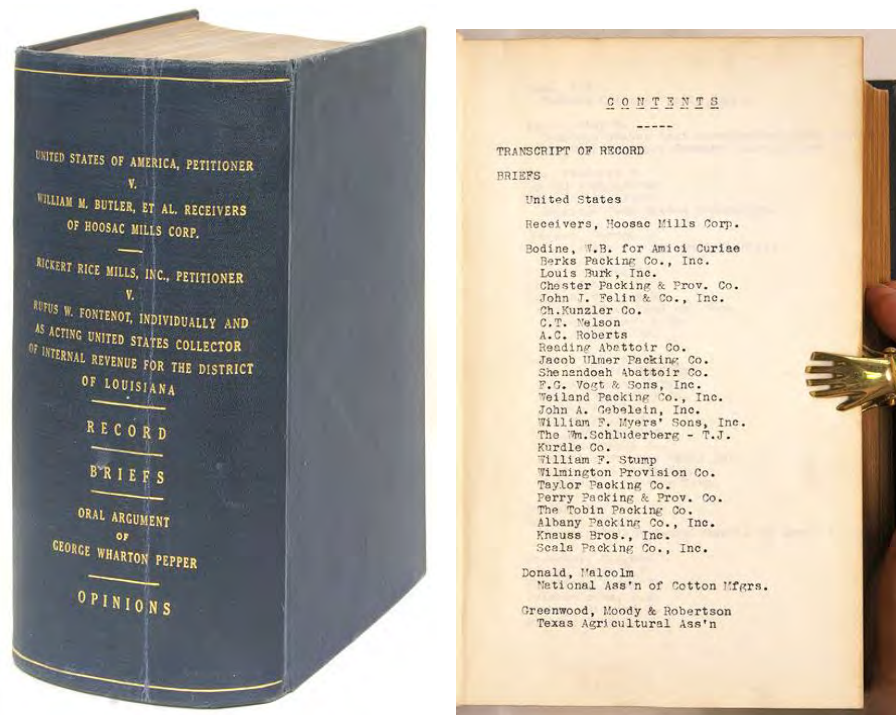 UNITED STATES OF AMERICA, PETITIONER
V.
WILLIAM M. BUTLER, ET AL. RECEIVERS
OF HOOSAC MILLS CORP.
RICKERT RICE MILLS, INC., PETITIONER
V.
RUFUS W. FONTENOT, INDIVIDUALLY AND
AS ACTING UNITED STATES COLLECTOR
OF INTERNAL REVENUE FOR THE DISTRICT
OF LOUISIANA
RECORD
BRIEFS
ORAL ARGUMENT
OF
GEORGE WHARTON PEPPER
OPINIONS
CONTENTS
-----
TRANSCRIPT OF RECORD
BRIEFS
United States
Receivers, Hoosac Mills Corp.
Bodine, W.B. for Amici Curiae
Berks Packing Co., Inc.
Louis Burk, Inc.
Chester Packing & Prov. Co.
John J. Felin & Co., Inc.
Ch.Kunzler Co.
C.T. Nelson
A.C. Roberts
Reading Abattoir Co.
Jacob Ulmer Packing Co.
Shenandoah Abattoir Co.
F.G. Vogt & Sons, Inc.
Weiland Packing Co., Inc.
John A. Gebelein, Inc.
William F. Myers' Sons, Inc.
The Wm.Schluderberg - T.J.
Kurdle Co.
William F. Stump
Wilmington Provision Co.
Taylor Packing Co.
Perry Packing & Prov. Co.
The Tobin Packing Co.
Albany Packing Co., Inc.
Knauss Bros., Inc.
Scala Packing Co., Inc.
Donald, Malcolm
National Ass'n of Cotton Mfgrs.
Greenwood, Moody & Robertson
Texas Agricultural Ass'n